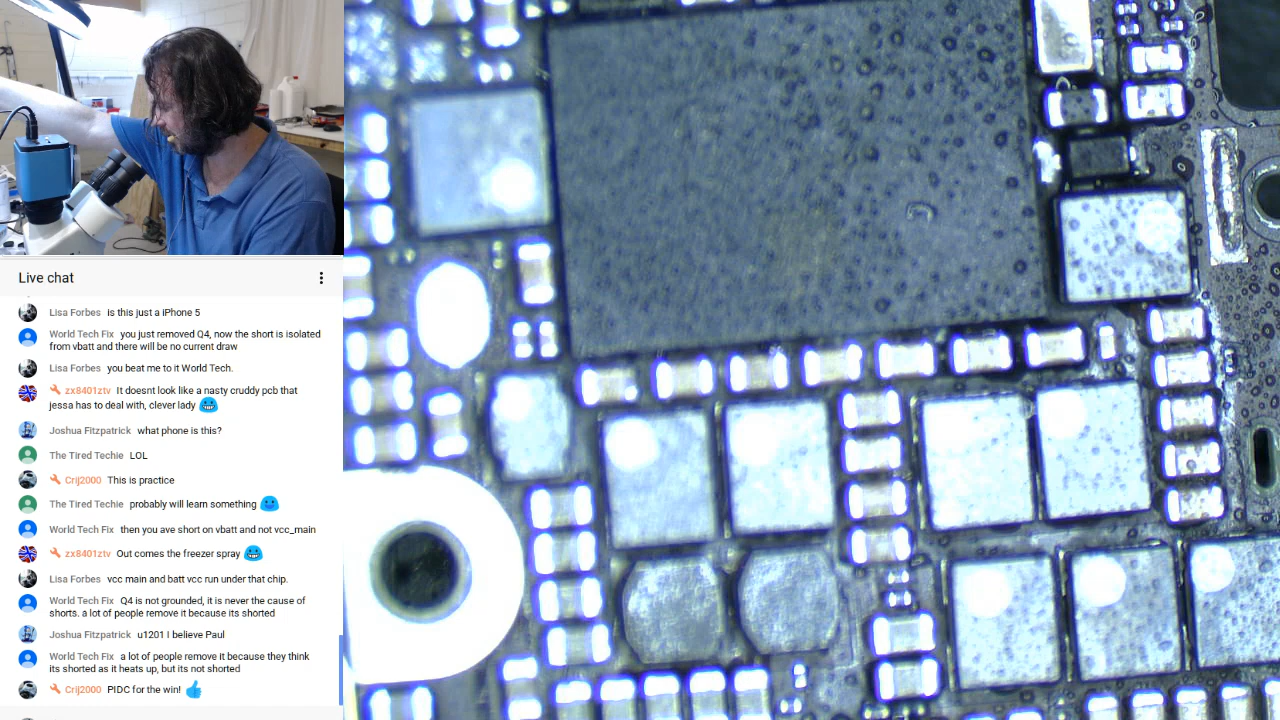 Live chat
Lisa Forbes is this just a iPhone 5
World Tech Fix you just removed Q4, now the short is isolated
from vbatt and there will be no current draw
Lisa Forbes you beat me to it World Tech.
zx8401ztv It doesnt look like a nasty cruddy pcb that
jessa has to deal with, clever lady
Joshua Fitzpatrick what phone is this?
The Tired Techie LOL
Crij2000 This is practice
The Tired Techie probably will learn something
World Tech Fix then you ave short on vbatt and not vcc_main
zx8401ztv Out comes the freezer spray
Lisa Forbes vcc main and batt vcc run under that chip.
World Tech Fix Q4 is not grounded, it is never the cause of
shorts. a lot of people remove it because its shorted
Joshua Fitzpatrick u1201 I believe Paul
World Tech Fix a lot of people remove it because they think
its shorted as it heats up, but its not shorted
Crij2000 PIDC for the win!